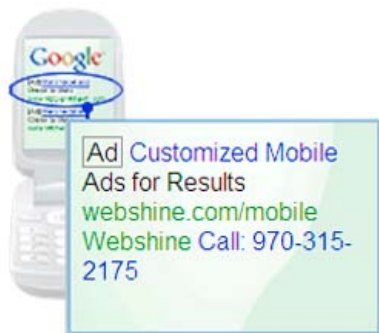 Google
Ad Customized Mobile
Ads for Results
webshine.com/mobile
Webshine Call: 970-315-
2175